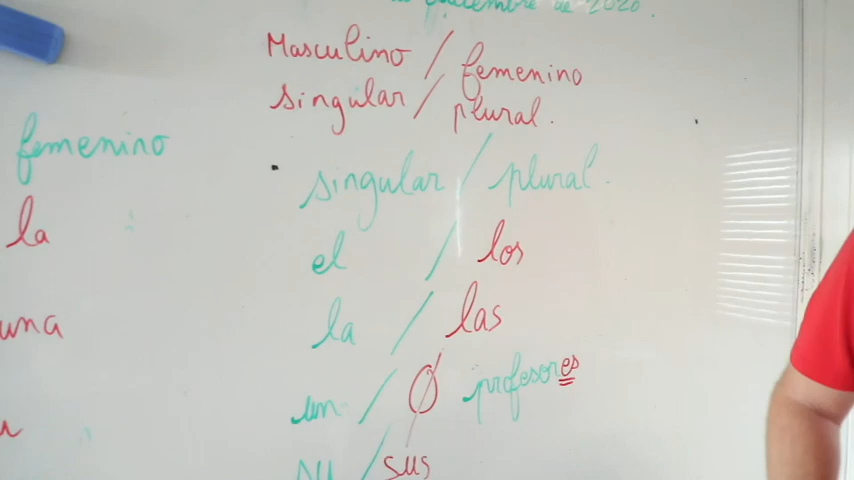 de 2020.
Masculino / femenino
singular / plural.
femenino
singular / plural.
la
el / los
la / las
una
un / Ø profesores
su / sus